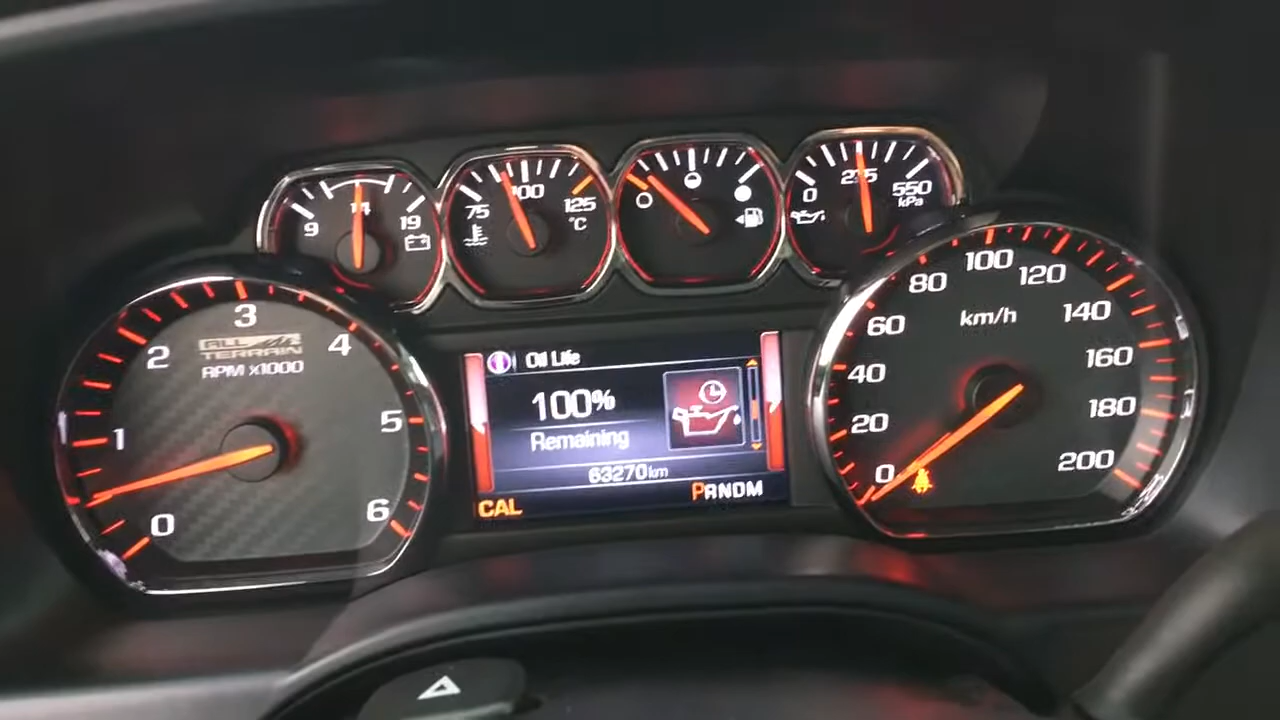 9 14 19
75 100 125
°C
0 275 550
kPa
0 1 2 3 4 5 6
ALL
TERRAIN
RPM x1000
Oil Life
100%
Remaining
63270km
CAL PRNDM
0 20 40 60 80 100 120 140 160 180 200
km/h